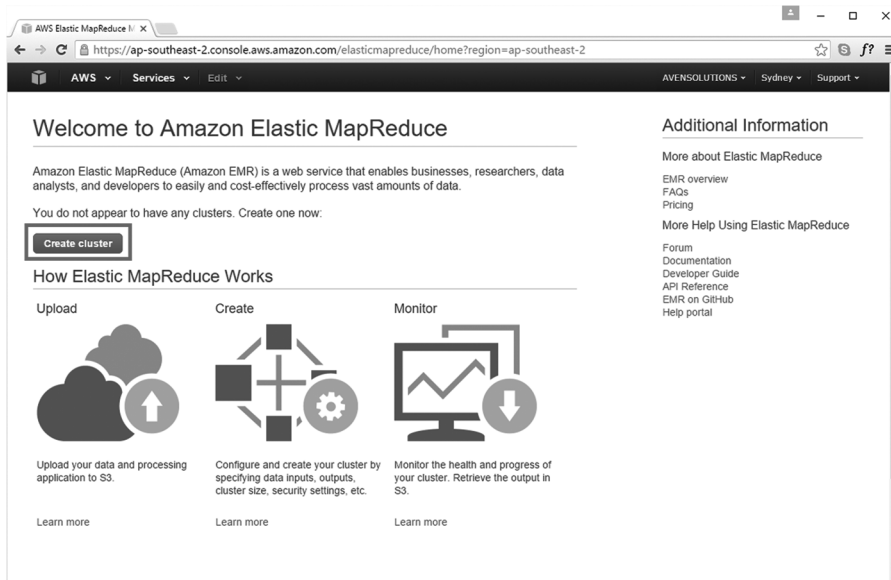 AWS Elastic MapReduce M
https://ap-southeast-2.console.aws.amazon.com/elasticmapreduce/home?region=ap-southeast-2
f?
AWS Services Edit AVENSOLUTIONS Sydney Support
Welcome to Amazon Elastic MapReduce
Amazon Elastic MapReduce (Amazon EMR) is a web service that enables businesses, researchers, data
analysts, and developers to easily and cost-effectively process vast amounts of data.
You do not appear to have any clusters. Create one now:
Create cluster
How Elastic MapReduce Works
Upload
Upload your data and processing
application to S3.
Learn more
Create
Configure and create your cluster by
specifying data inputs, outputs,
cluster size, security settings, etc.
Learn more
Monitor
Monitor the health and progress of
your cluster. Retrieve the output in
S3.
Learn more
Additional Information
More about Elastic MapReduce
EMR overview
FAQs
Pricing
More Help Using Elastic MapReduce
Forum
Documentation
Developer Guide
API Reference
EMR on GitHub
Help portal